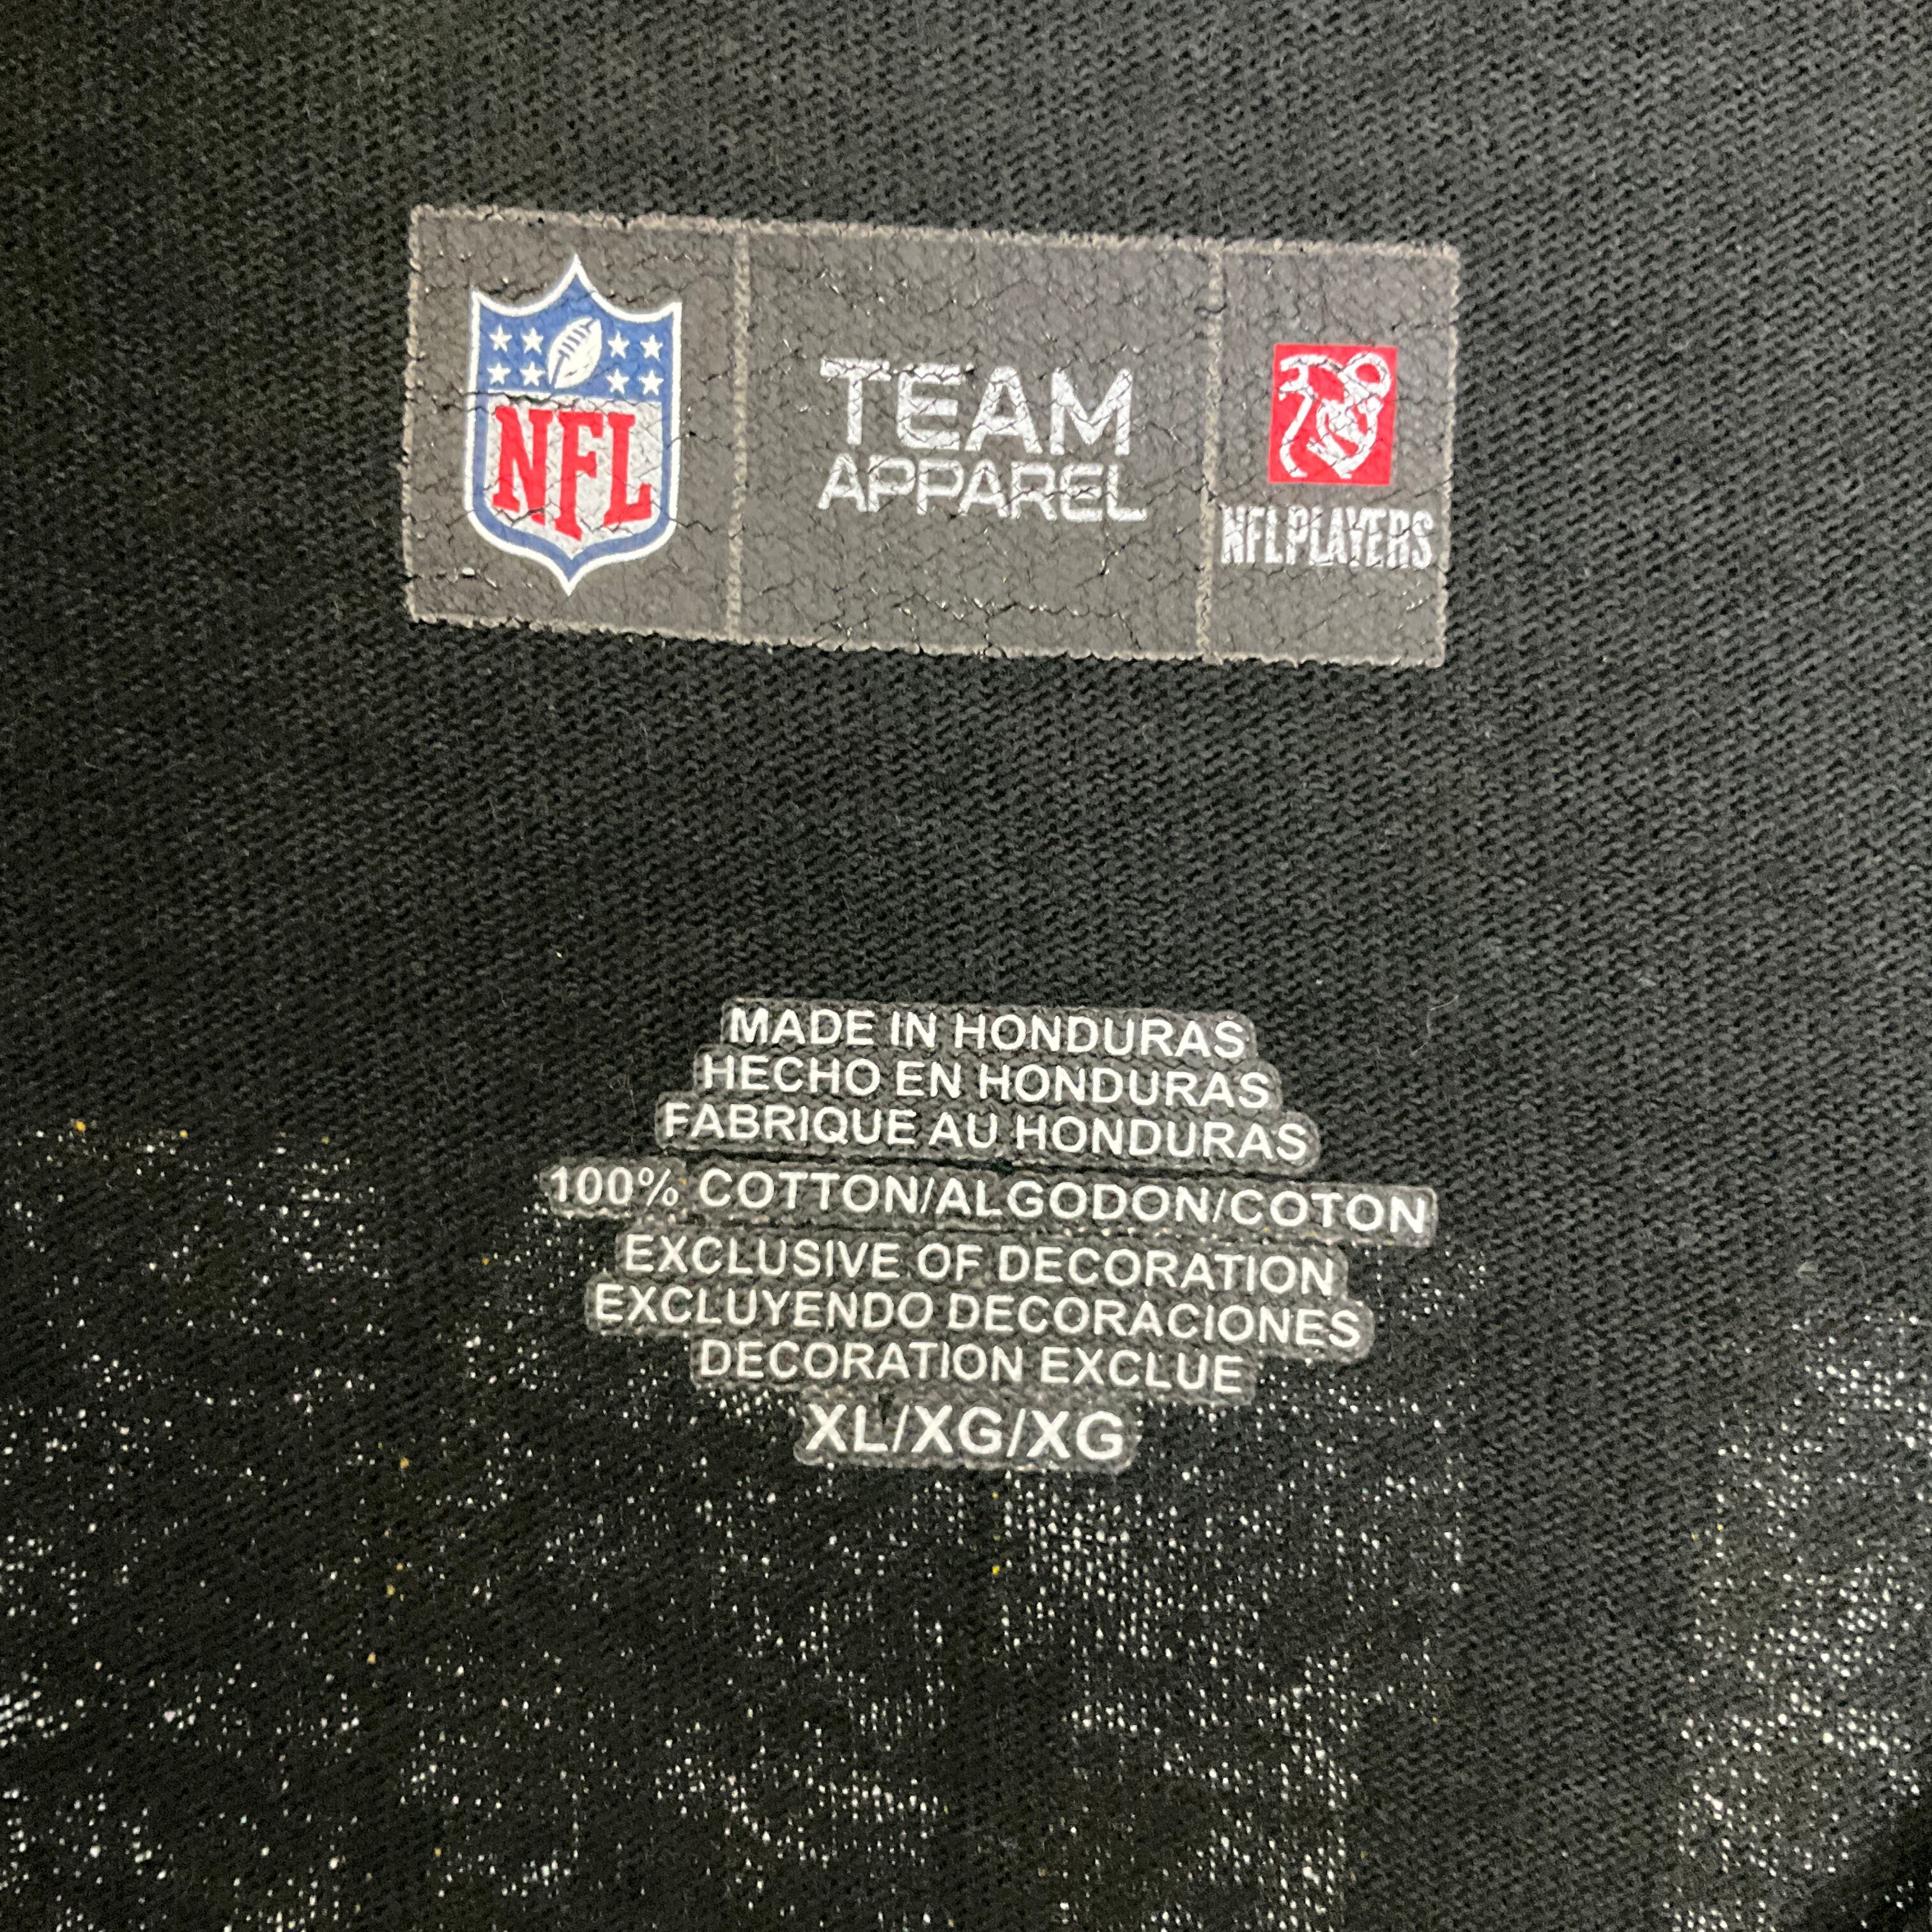 NFL
TEAM
APPAREL
NFLPLAYERS
MADE IN HONDURAS
HECHO EN HONDURAS
FABRIQUE AU HONDURAS
100% COTTON/ALGODON/COTON
EXCLUSIVE OF DECORATION
EXCLUYENDO DECORACIONES
DECORATION EXCLUE
XL/XG/XG